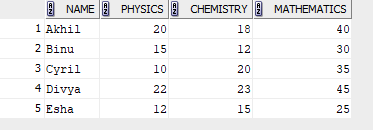 NAME PHYSICS CHEMISTRY MATHEMATICS
1 Akhil 20 18 40
2 Binu 15 12 30
3 Cyril 10 20 35
4 Divya 22 23 45
5 Esha 12 15 25